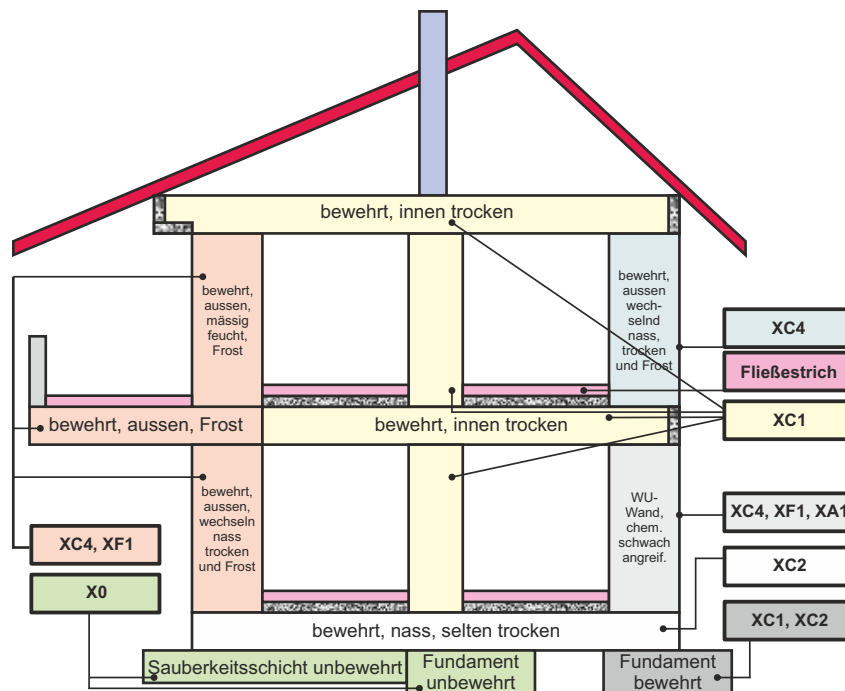 bewehrt, innen trocken
bewehrt,
aussen,
mässig
feucht,
Frost
bewehrt,
aussen
wech-
selnd
nass,
trocken
und Frost
XC4
Fließestrich
XC1
bewehrt, aussen, Frost
bewehrt, innen trocken
bewehrt,
aussen,
wechseln
nass
trocken
und Frost
WU-
Wand,
chem.
schwach
angreif.
XC4, XF1, XA1
XC4, XF1
XC2
X0
XC1, XC2
bewehrt, nass, selten trocken
Sauberkeitsschicht unbewehrt
Fundament
unbewehrt
Fundament
bewehrt